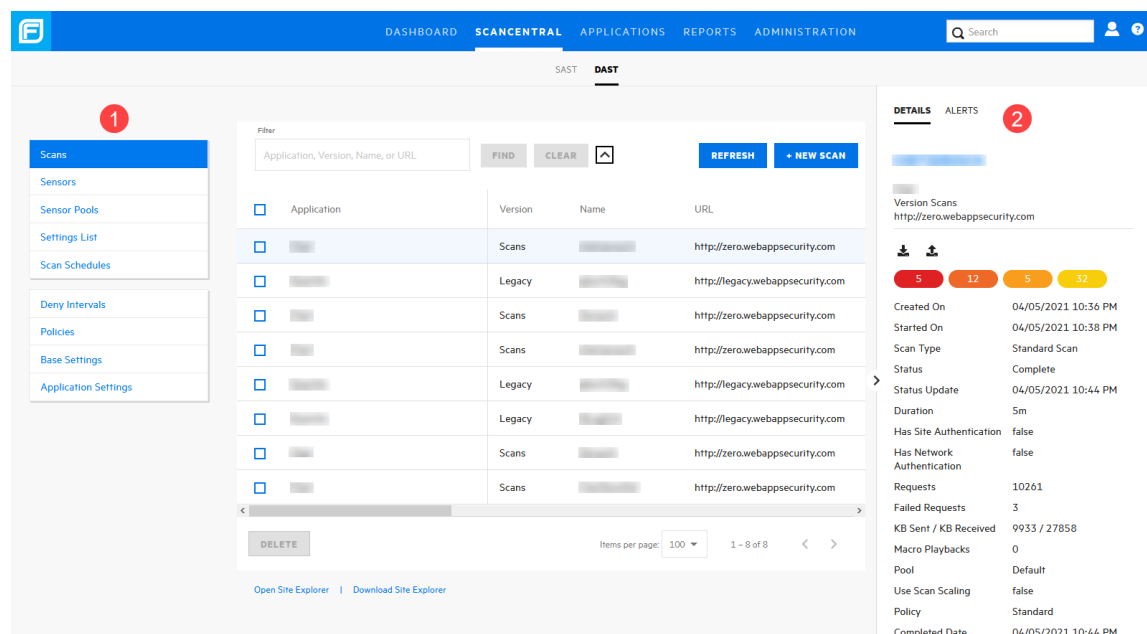 F
DASHBOARD SCANCENTRAL APPLICATIONS REPORTS ADMINISTRATION
Search
?
SAST DAST
1
Scans
Sensors
Sensor Pools
Settings List
Scan Schedules
Deny Intervals
Policies
Base Settings
Application Settings
Filter
Application, Version, Name, or URL
FIND CLEAR
REFRESH + NEW SCAN
Application Version Name URL
Scans http://zero.webappsecurity.com
Legacy http://legacy.webappsecurity.com
Scans http://zero.webappsecurity.com
Scans http://zero.webappsecurity.com
Legacy http://legacy.webappsecurity.com
Legacy http://legacy.webappsecurity.com
Scans http://zero.webappsecurity.com
Scans http://zero.webappsecurity.com
DELETE
Items per page: 100 1 – 8 of 8
Open Site Explorer | Download Site Explorer
DETAILS ALERTS
2
Version Scans
http://zero.webappsecurity.com
5 12 5 32
Created On 04/05/2021 10:36 PM
Started On 04/05/2021 10:38 PM
Scan Type Standard Scan
Status Complete
Status Update 04/05/2021 10:44 PM
Duration 5m
Has Site Authentication false
Has Network false
Authentication
Requests 10261
Failed Requests 3
KB Sent / KB Received 9933 / 27858
Macro Playbacks 0
Pool Default
Use Scan Scaling false
Policy Standard
Completed Date 04/05/2021 10:44 PM